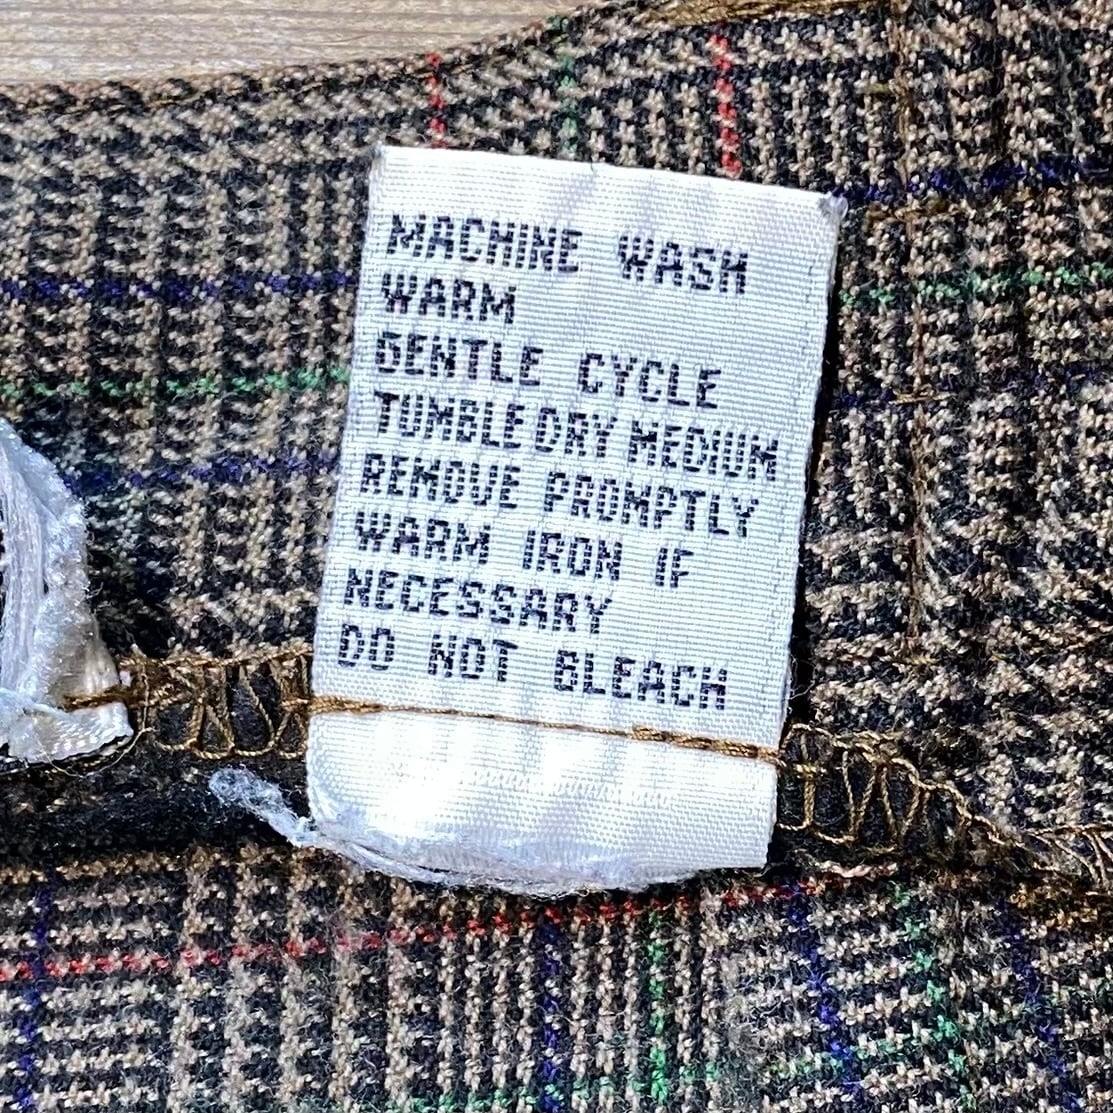 MACHINE WASH
WARM
GENTLE CYCLE
TUMBLE DRY MEDIUM
REMOVE PROMPTLY
WARM IRON IF
NECESSARY
DO NOT BLEACH